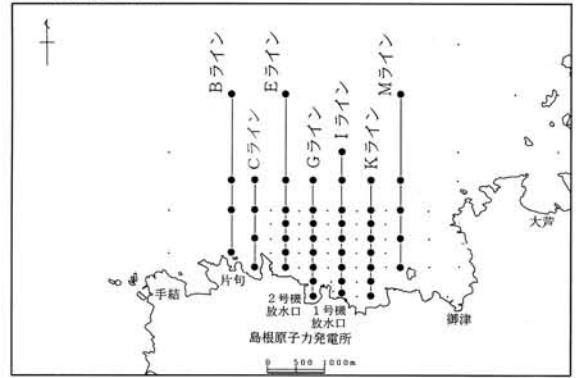 Bライン
Cライン
Eライン
Gライン
Iライン
Kライン
Mライン
大芦
片句
手結
2号機
放水口
1号機
放水口
御津
島根原子力発電所
0 500 1000m